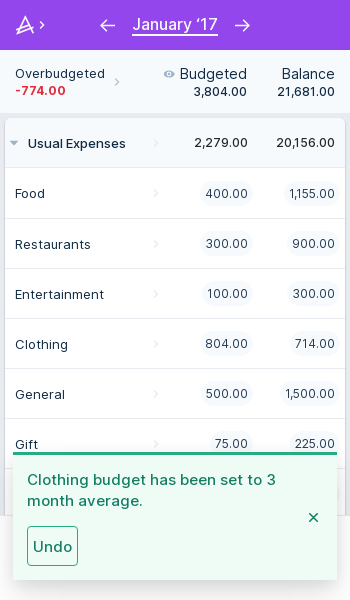 January ‘17
Overbudgeted Budgeted Balance
-774.00 3,804.00 21,681.00
Usual Expenses 2,279.00 20,156.00
Food 400.00 1,155.00
Restaurants 300.00 900.00
Entertainment 100.00 300.00
Clothing 804.00 714.00
General 500.00 1,500.00
Gift 75.00 225.00
Clothing budget has been set to 3
month average.
Undo